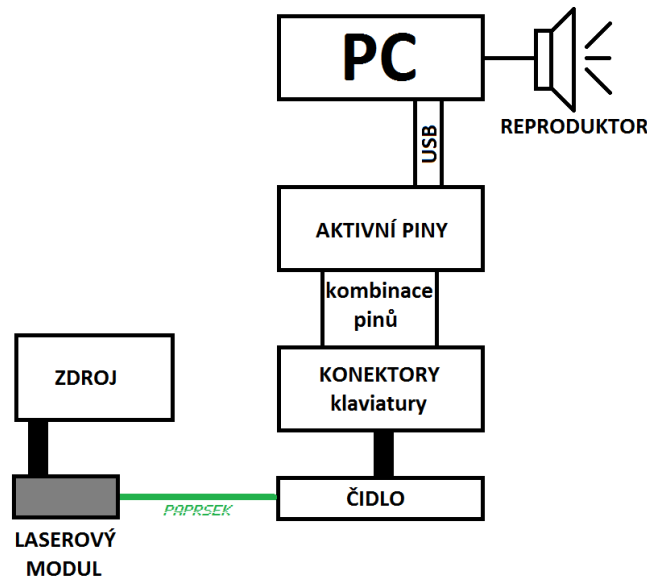 PC
REPRODUKTOR
USB
AKTIVNÍ PINY
kombinace
pinů
ZDROJ
KONEKTORY
klaviatury
PAPRSEK
ČIDLO
LASEROVÝ
MODUL